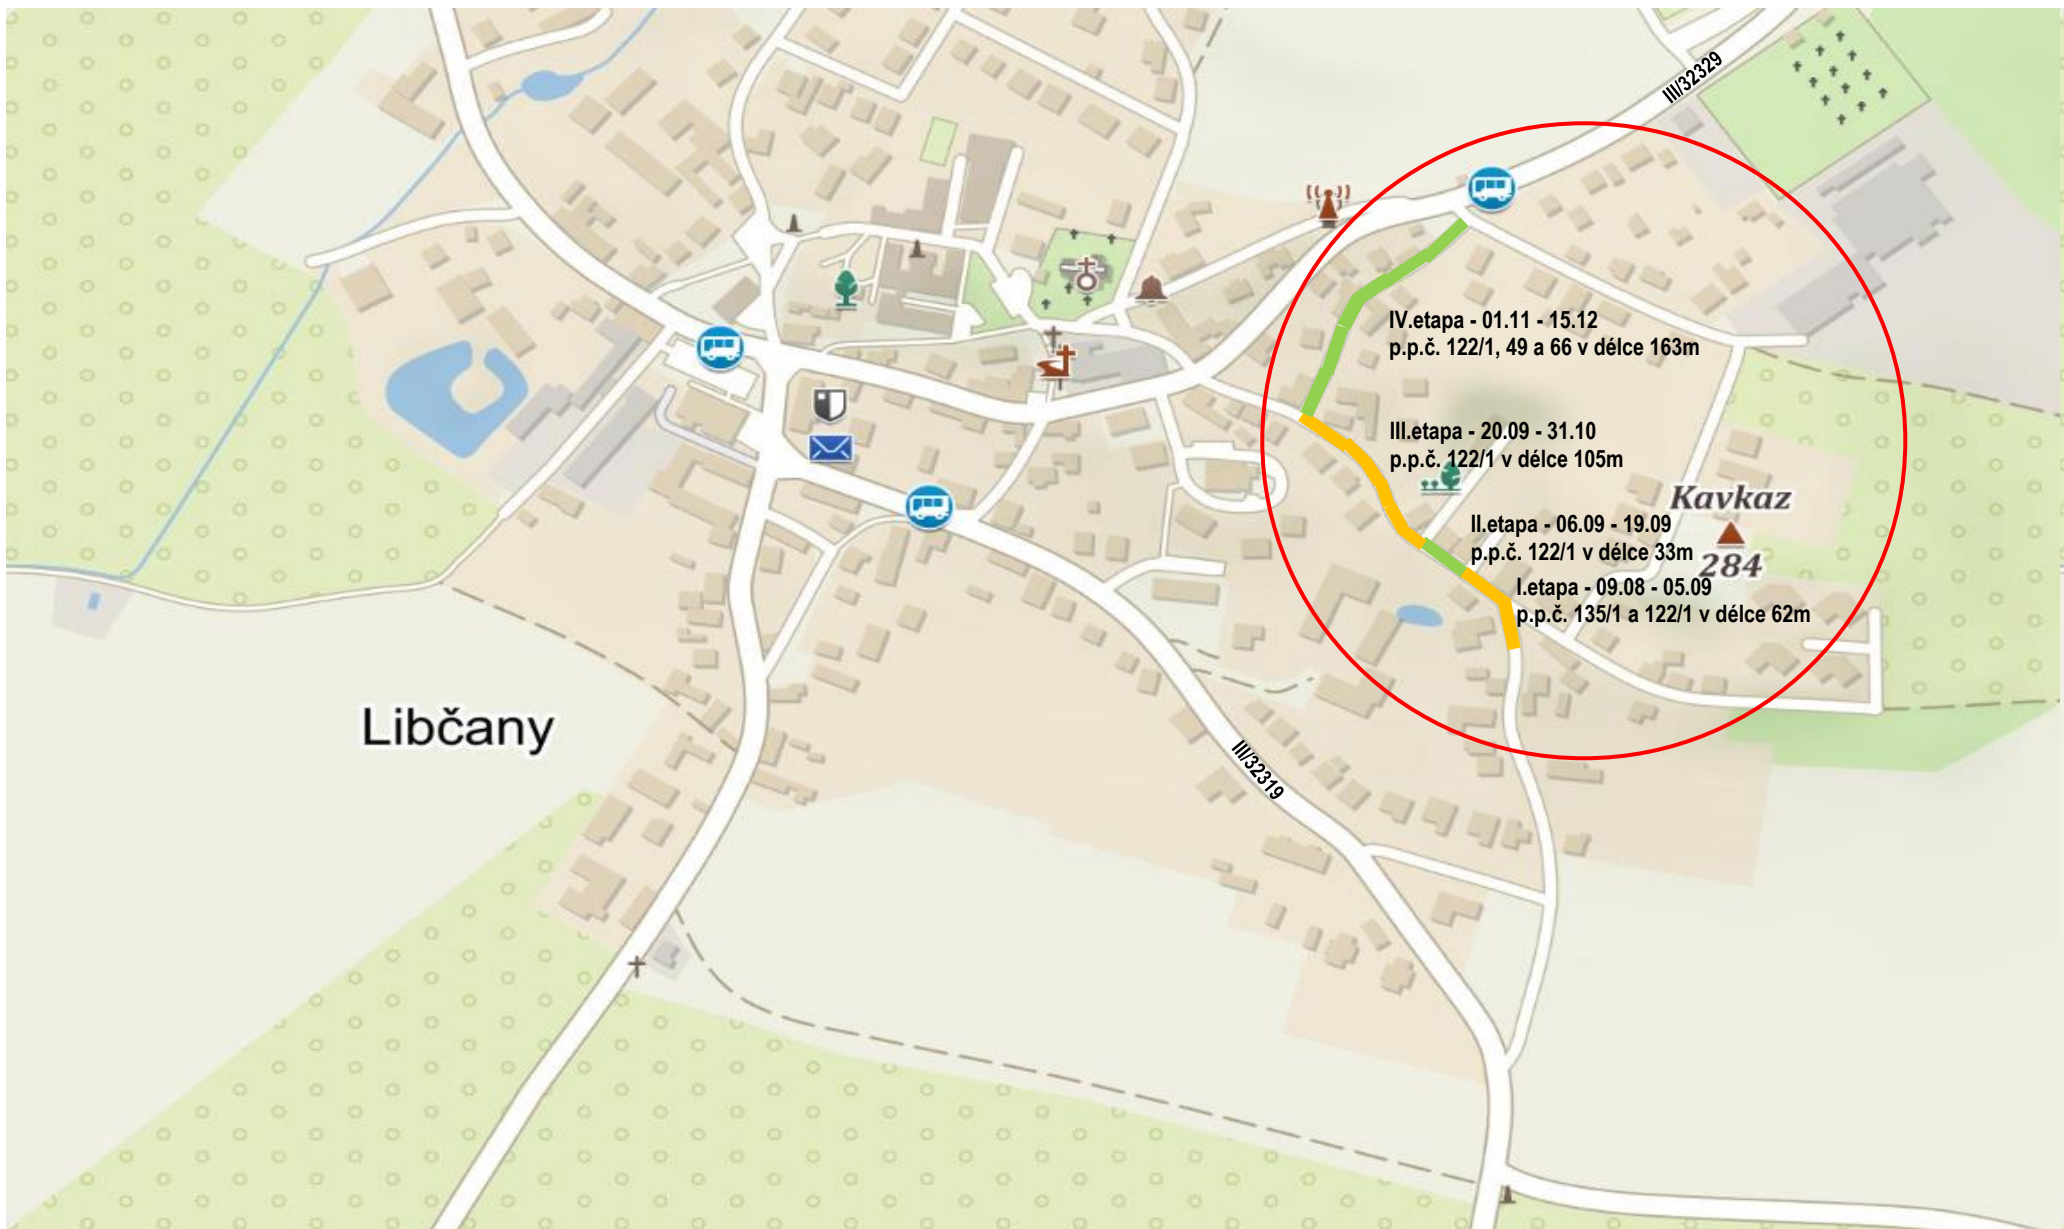 III/32329
IV.etapa - 01.11 - 15.12
p.p.č. 122/1, 49 a 66 v délce 163m
III.etapa - 20.09 - 31.10
p.p.č. 122/1 v délce 105m
Kavkaz
284
II.etapa - 06.09 - 19.09
p.p.č. 122/1 v délce 33m
I.etapa - 09.08 - 05.09
p.p.č. 135/1 a 122/1 v délce 62m
Libčany
III/32319